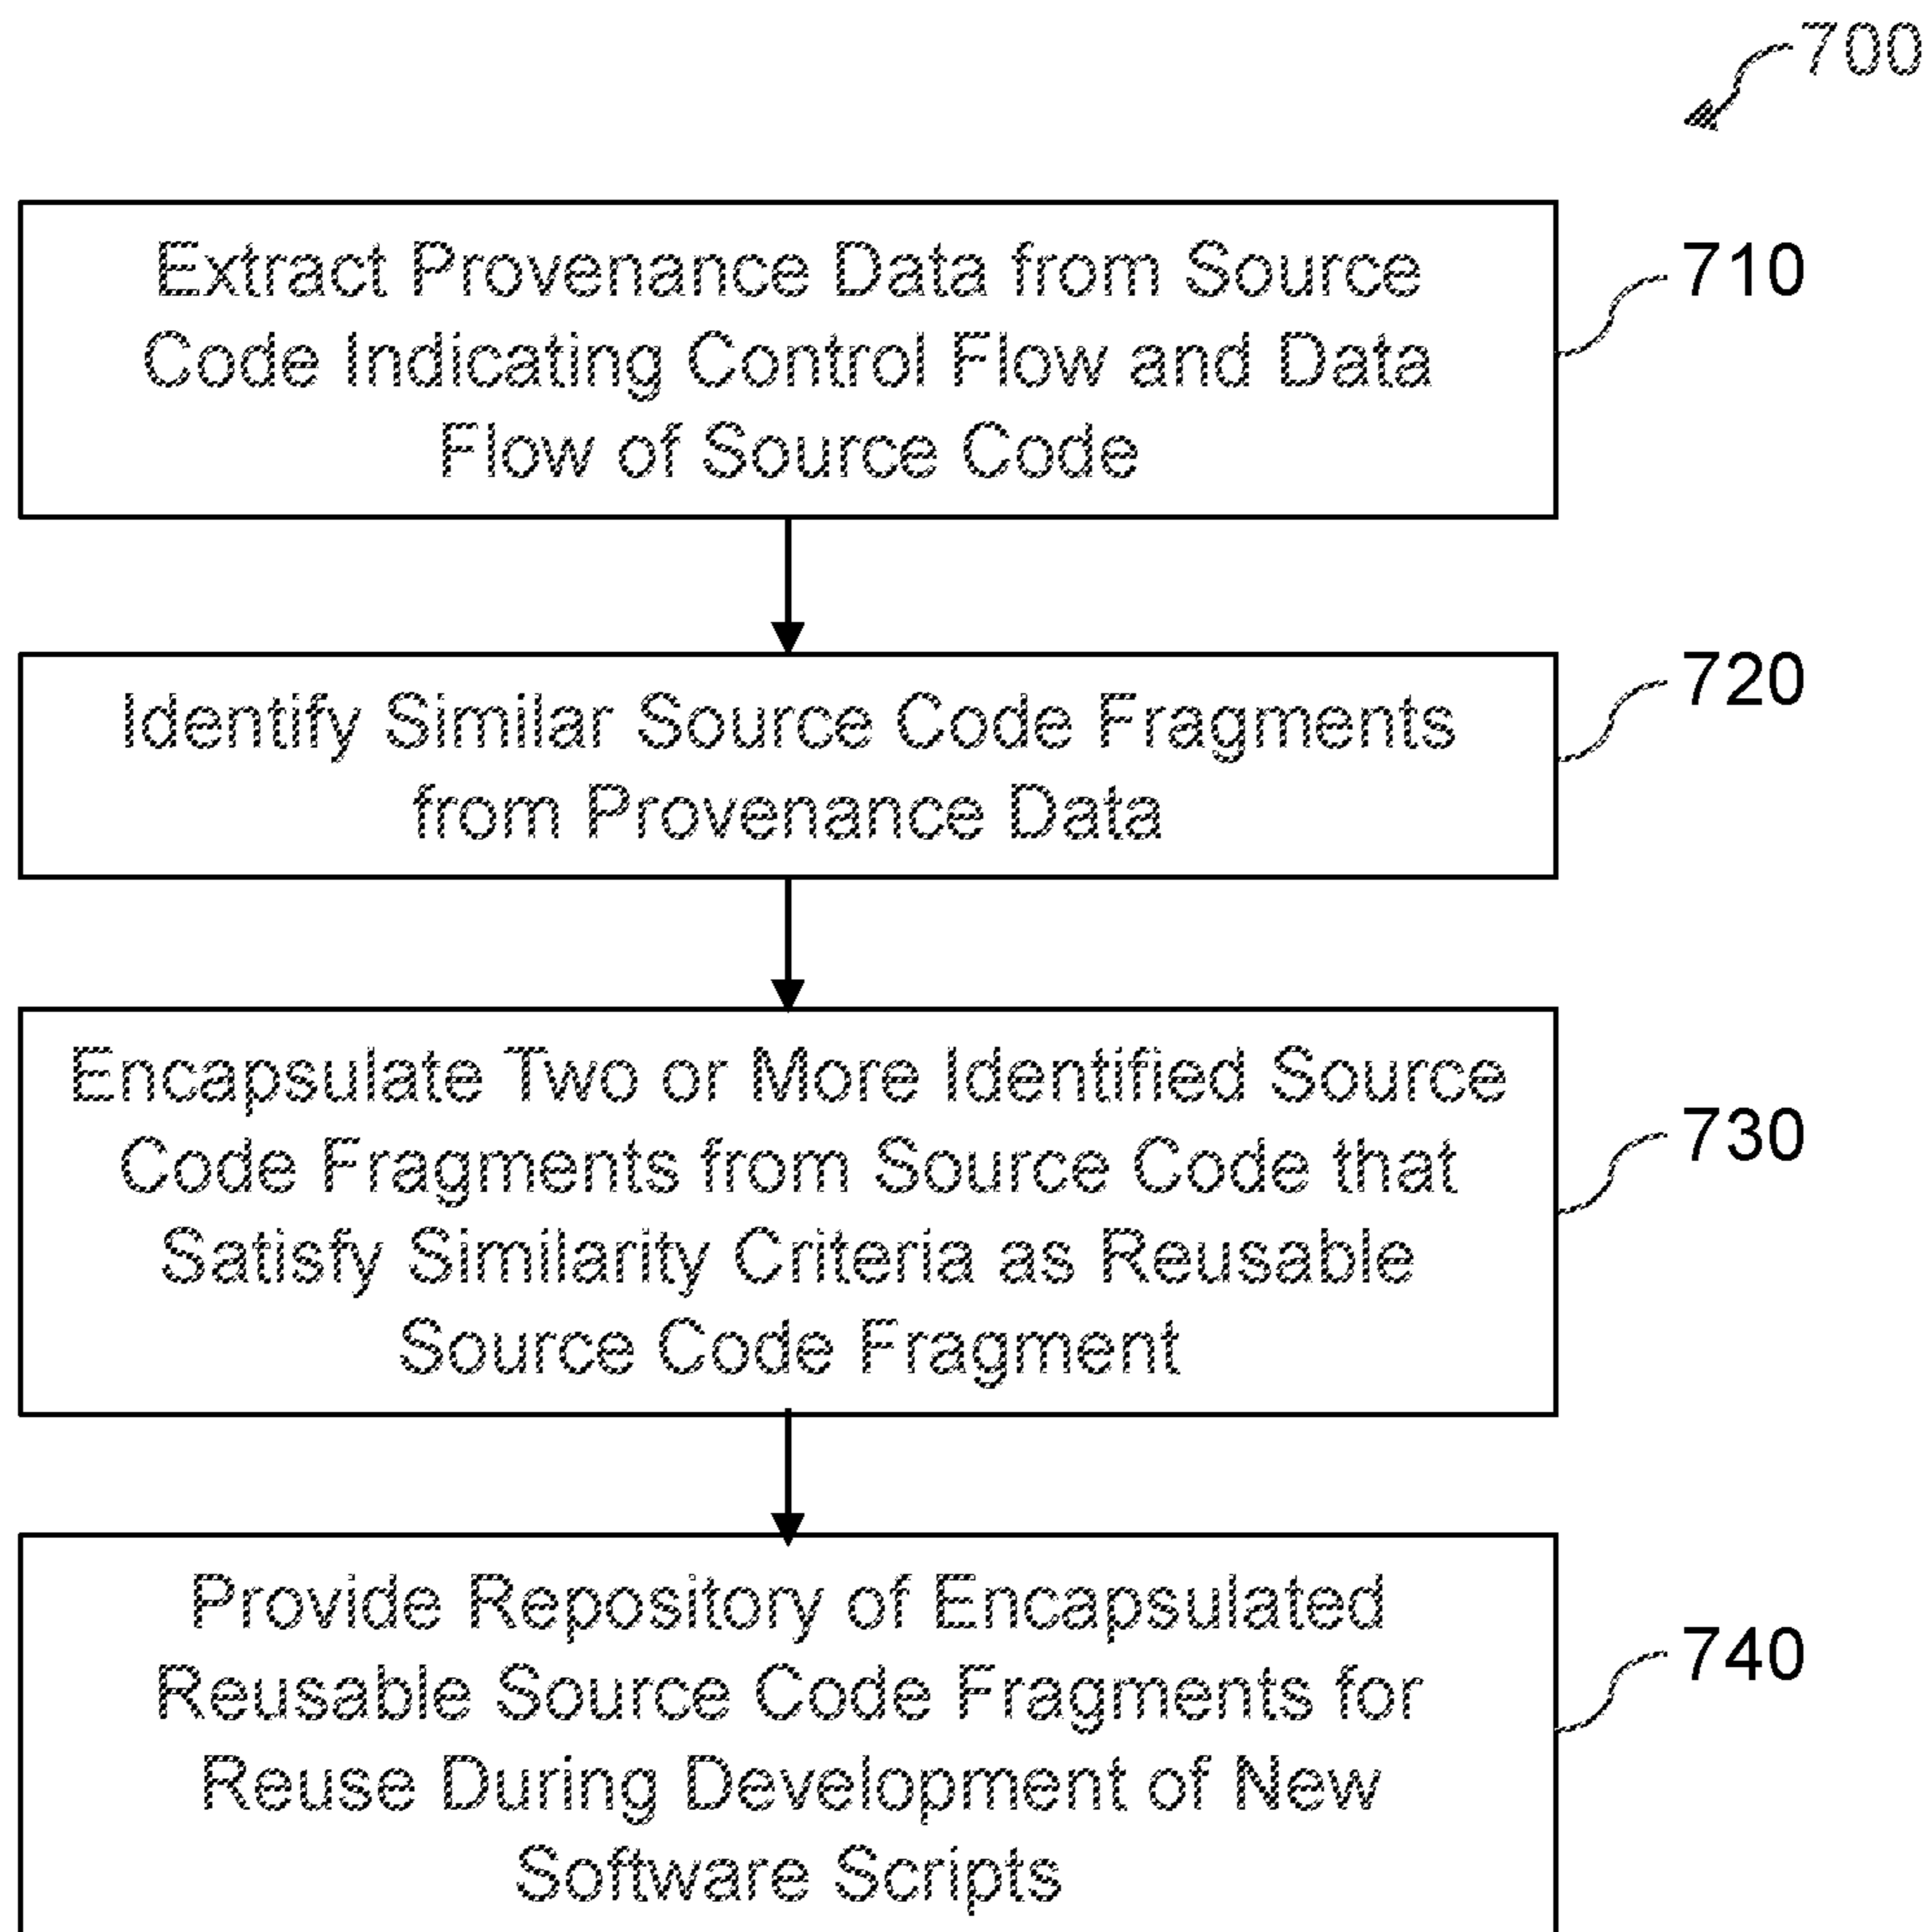 700
Extract Provenance Data from Source
Code Indicating Control Flow and Data
Flow of Source Code
710
Identify Similar Source Code Fragments
from Provenance Data
720
Encapsulate Two or More Identified Source
Code Fragments from Source Code that
Satisfy Similarity Criteria as Reusable
Source Code Fragment
730
Provide Repository of Encapsulated
Reusable Source Code Fragments for
Reuse During Development of New
Software Scripts
740